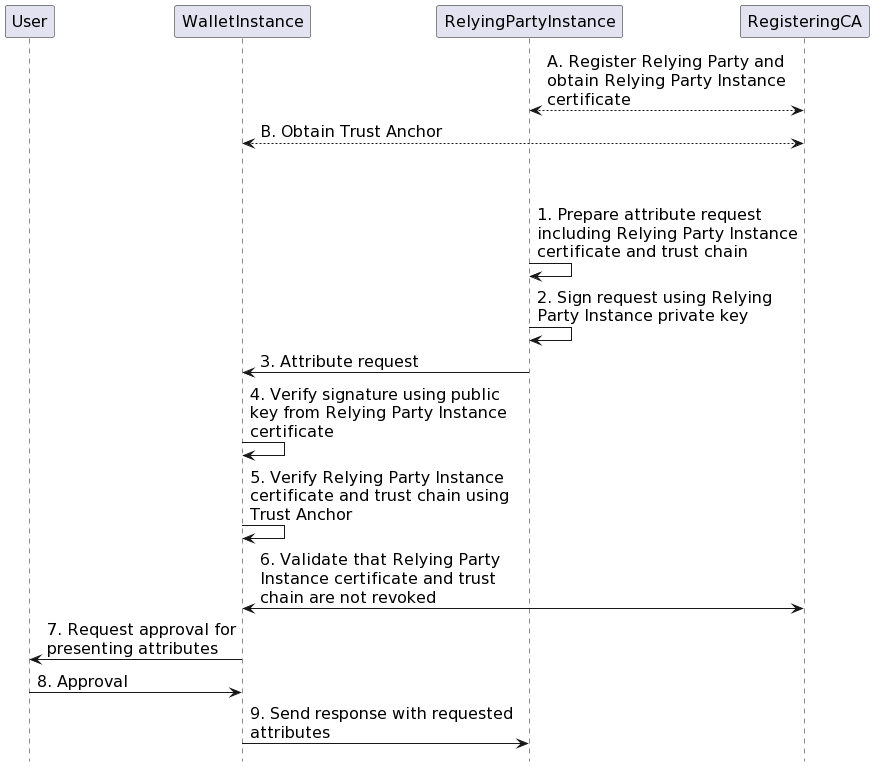 User
WalletInstance
RelyingPartyInstance
RegisteringCA
A. Register Relying Party and
obtain Relying Party Instance
certificate
B. Obtain Trust Anchor
1. Prepare attribute request
including Relying Party Instance
certificate and trust chain
2. Sign request using Relying
Party Instance private key
3. Attribute request
4. Verify signature using public
key from Relying Party Instance
certificate
5. Verify Relying Party Instance
certificate and trust chain using
Trust Anchor
6. Validate that Relying Party
Instance certificate and trust
chain are not revoked
7. Request approval for
presenting attributes
8. Approval
9. Send response with requested
attributes